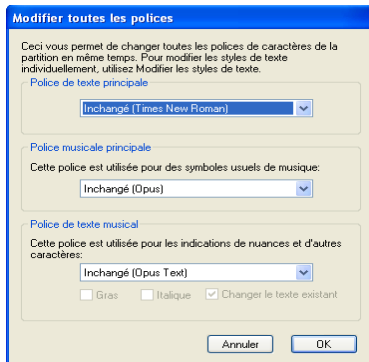 Modifier toutes les polices
Ceci vous permet de changer toutes les polices de caractères de la
partition en même temps. Pour modifier les styles de texte
individuellement, utilisez Modifier les styles de texte.
Police de texte principale
Inchangé (Times New Roman)
Police musicale principale
Cette police est utilisée pour des symboles usuels de musique:
Inchangé (Opus)
Police de texte musical
Cette police est utilisée pour les indications de nuances et d'autres
caractères:
Inchangé (Opus Text)
Gras Italique Changer le texte existant
Annuler OK